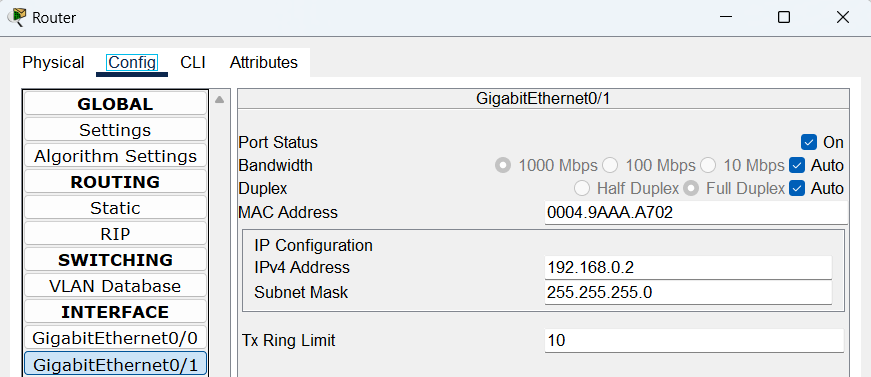 Router
Physical Config CLI Attributes
GLOBAL
Settings
Algorithm Settings
ROUTING
Static
RIP
SWITCHING
VLAN Database
INTERFACE
GigabitEthernet0/0
GigabitEthernet0/1
GigabitEthernet0/1
Port Status On
Bandwidth 1000 Mbps 100 Mbps 10 Mbps Auto
Duplex Half Duplex Full Duplex Auto
MAC Address 0004.9AAA.A702
IP Configuration
IPv4 Address 192.168.0.2
Subnet Mask 255.255.255.0
Tx Ring Limit 10